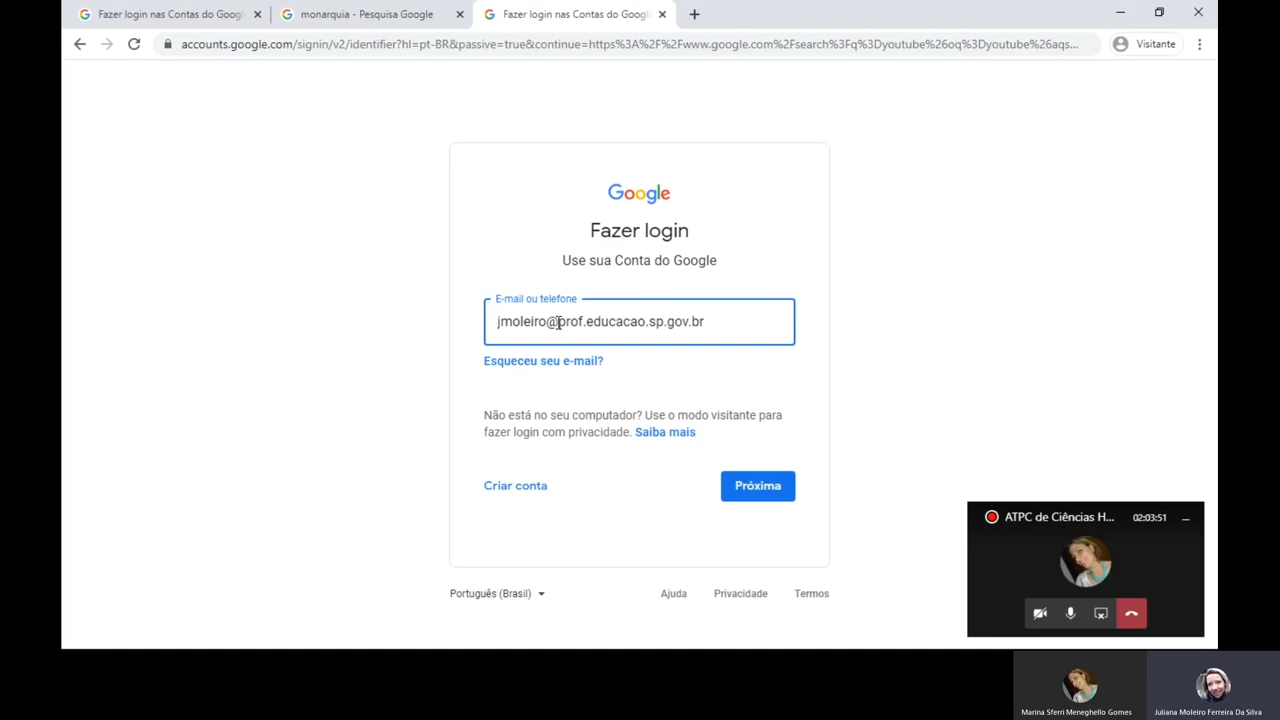 Fazer login nas Contas do Googl
monarquia - Pesquisa Google
Fazer login nas Contas do Googl
accounts.google.com/signin/v2/identifier?hl=pt-BR&passive=true&continue=https%3A%2F%2Fwww.google.com%2Fsearch%3Fq%3Dyoutube%26oq%3Dyoutube%26aqs...
Visitante
Google
Fazer login
Use sua Conta do Google
E-mail ou telefone
jmoleiro@prof.educacao.sp.gov.br
Esqueceu seu e-mail?
Não está no seu computador? Use o modo visitante para
fazer login com privacidade. Saiba mais
Criar conta
Próxima
ATPC de Ciências H...
02:03:51
Português (Brasil)
Ajuda
Privacidade
Termos
Marina Sferri Meneghello Gomes
Juliana Moleiro Ferreira Da Silva